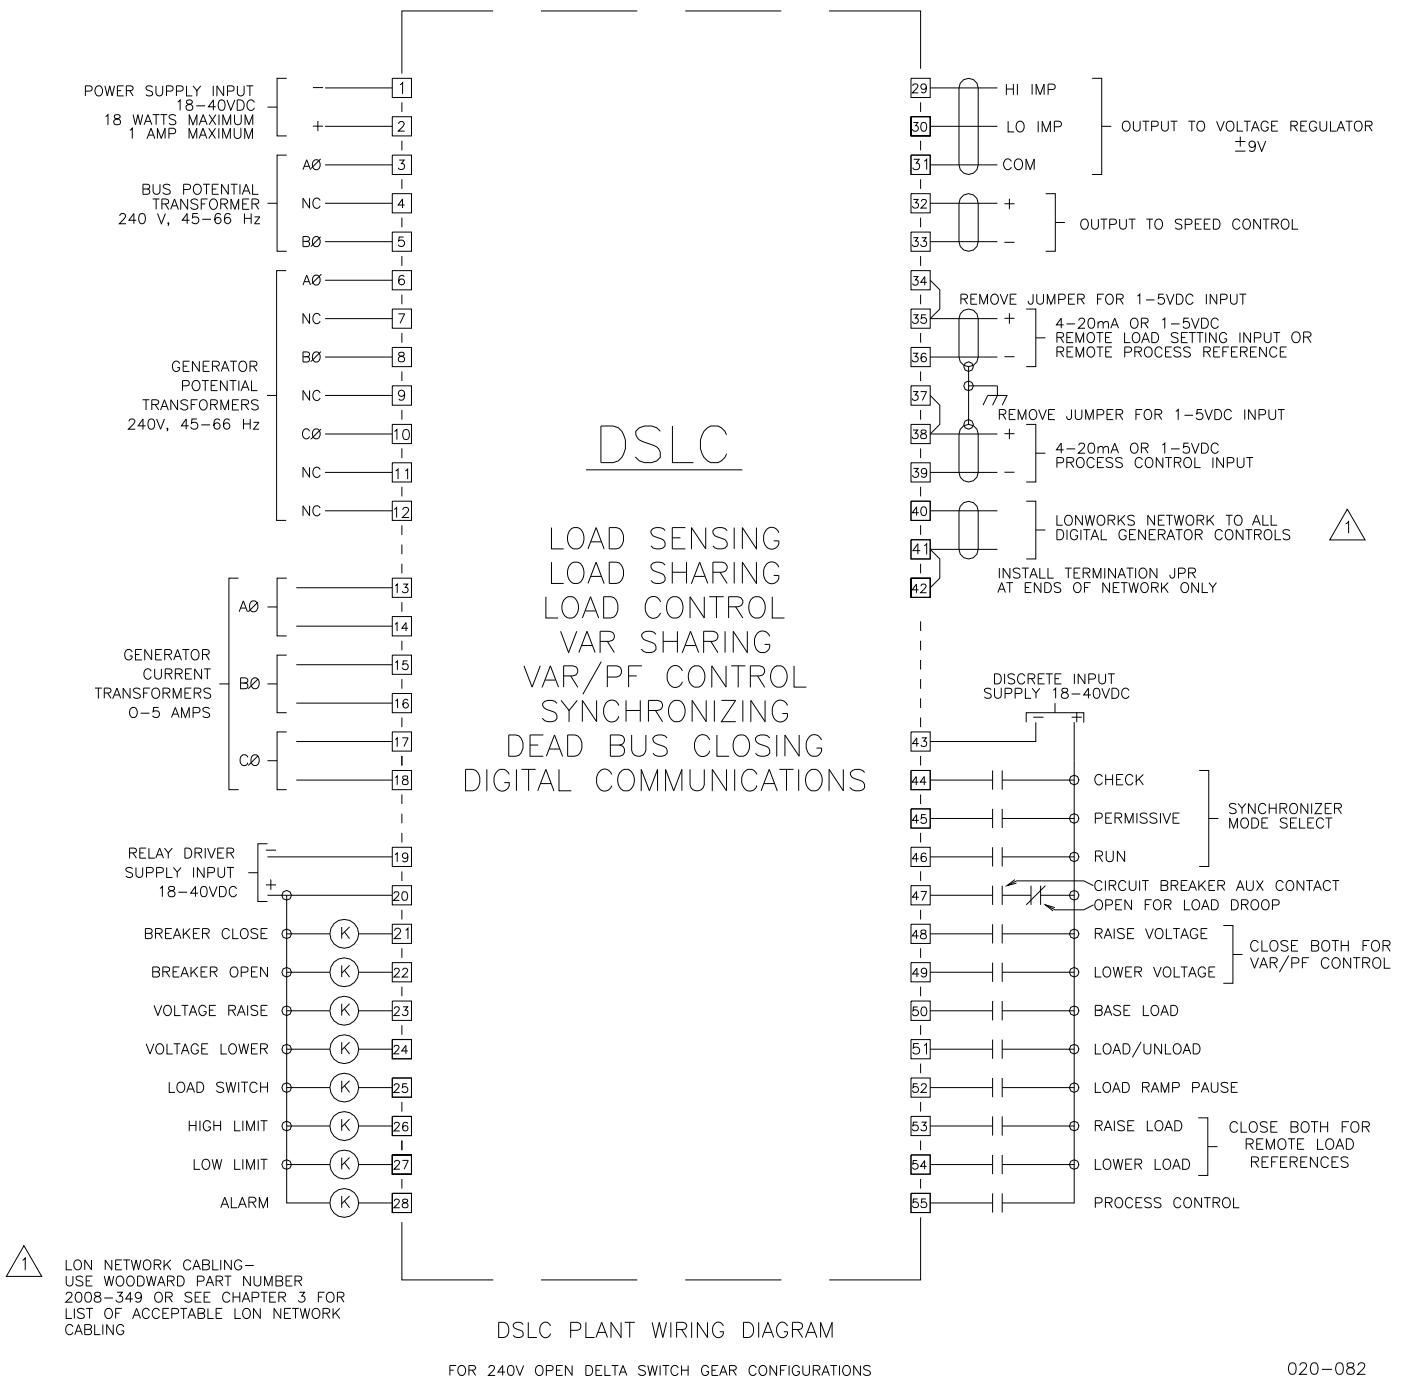 POWER SUPPLY INPUT
18-40VDC
18 WATTS MAXIMUM
1 AMP MAXIMUM
-
1
+
2
BUS POTENTIAL
TRANSFORMER
240 V, 45-66 Hz
AØ
3
NC
4
BØ
5
GENERATOR
POTENTIAL
TRANSFORMERS
240V, 45-66 Hz
AØ
6
NC
7
BØ
8
NC
9
CØ
10
NC
11
NC
12
GENERATOR
CURRENT
TRANSFORMERS
0-5 AMPS
AØ
13
14
BØ
15
16
CØ
17
18
RELAY DRIVER
SUPPLY INPUT
18-40VDC
-
19
+
20
BREAKER CLOSE
K
21
BREAKER OPEN
K
22
VOLTAGE RAISE
K
23
VOLTAGE LOWER
K
24
LOAD SWITCH
K
25
HIGH LIMIT
K
26
LOW LIMIT
K
27
ALARM
K
28
DSLC
LOAD SENSING
LOAD SHARING
LOAD CONTROL
VAR SHARING
VAR/PF CONTROL
SYNCHRONIZING
DEAD BUS CLOSING
DIGITAL COMMUNICATIONS
29
HI IMP
30
LO IMP
31
COM
OUTPUT TO VOLTAGE REGULATOR
±9V
32
+
33
-
OUTPUT TO SPEED CONTROL
34
REMOVE JUMPER FOR 1-5VDC INPUT
35
+
36
-
4-20mA OR 1-5VDC
REMOTE LOAD SETTING INPUT OR
REMOTE PROCESS REFERENCE
37
REMOVE JUMPER FOR 1-5VDC INPUT
38
+
39
-
4-20mA OR 1-5VDC
PROCESS CONTROL INPUT
40
41
LONWORKS NETWORK TO ALL
DIGITAL GENERATOR CONTROLS
1
42
INSTALL TERMINATION JPR
AT ENDS OF NETWORK ONLY
DISCRETE INPUT
SUPPLY 18-40VDC
- +
43
44
CHECK
45
PERMISSIVE
46
RUN
SYNCHRONIZER
MODE SELECT
47
CIRCUIT BREAKER AUX CONTACT
OPEN FOR LOAD DROOP
48
RAISE VOLTAGE
49
LOWER VOLTAGE
CLOSE BOTH FOR
VAR/PF CONTROL
50
BASE LOAD
51
LOAD/UNLOAD
52
LOAD RAMP PAUSE
53
RAISE LOAD
54
LOWER LOAD
CLOSE BOTH FOR
REMOTE LOAD
REFERENCES
55
PROCESS CONTROL
1
LON NETWORK CABLING-
USE WOODWARD PART NUMBER
2008-349 OR SEE CHAPTER 3 FOR
LIST OF ACCEPTABLE LON NETWORK
CABLING
DSLC PLANT WIRING DIAGRAM
FOR 240V OPEN DELTA SWITCH GEAR CONFIGURATIONS
020-082